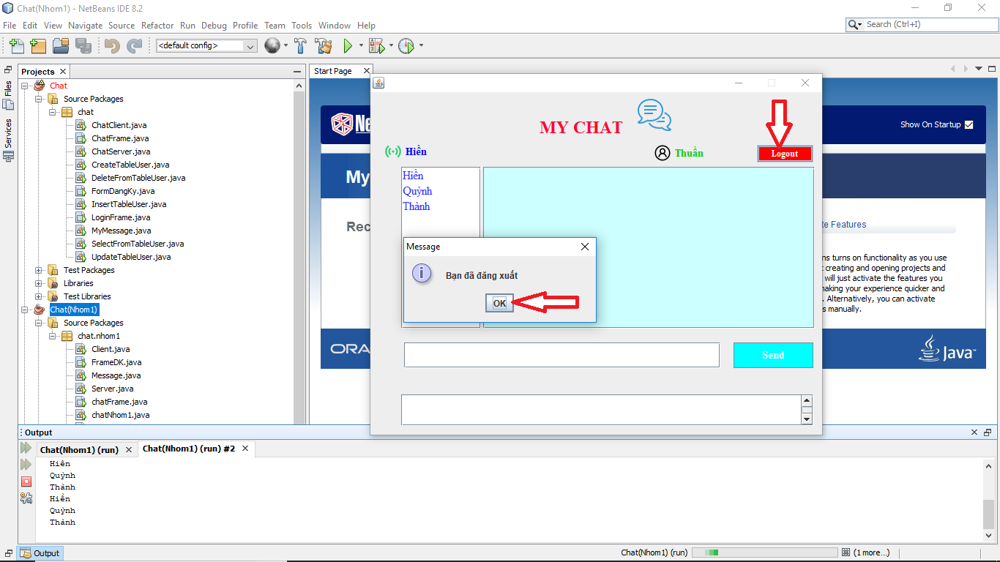 Chat(Nhom1) - NetBeans IDE 8.2
File Edit View Navigate Source Refactor Run Debug Profile Team Tools Window Help
Search (Ctrl+I)
<default config>
Files
Services
Projects
Chat
Source Packages
chat
ChatClient.java
ChatFrame.java
ChatServer.java
CreateTableUser.java
DeleteFromTableUser.java
FormDangKy.java
InsertTableUser.java
LoginFrame.java
MyMessage.java
SelectFromTableUser.java
UpdateTableUser.java
Test Packages
Libraries
Test Libraries
Chat(Nhom1)
Source Packages
chat.nhom1
Client.java
FrameDK.java
Message.java
Server.java
chatFrame.java
chatNhom1.java
Start Page
Ne
Show On Startup
My
Rec
te Features
ns turns on functionality as you use
t creating and opening projects and
will just activate the features you
naking your experience quicker and
. Alternatively, you can activate
s manually.
ORA
Java
MY CHAT
Hiền
Thuần
Logout
Hiền
Quỳnh
Thành
Message
Bạn đã đăng xuất
OK
Send
Output
Chat(Nhom1) (run)
Chat(Nhom1) (run) #2
Hiền
Quỳnh
Thành
Hiền
Quỳnh
Thành
Output
Chat(Nhom1) (run)
(1 more...)